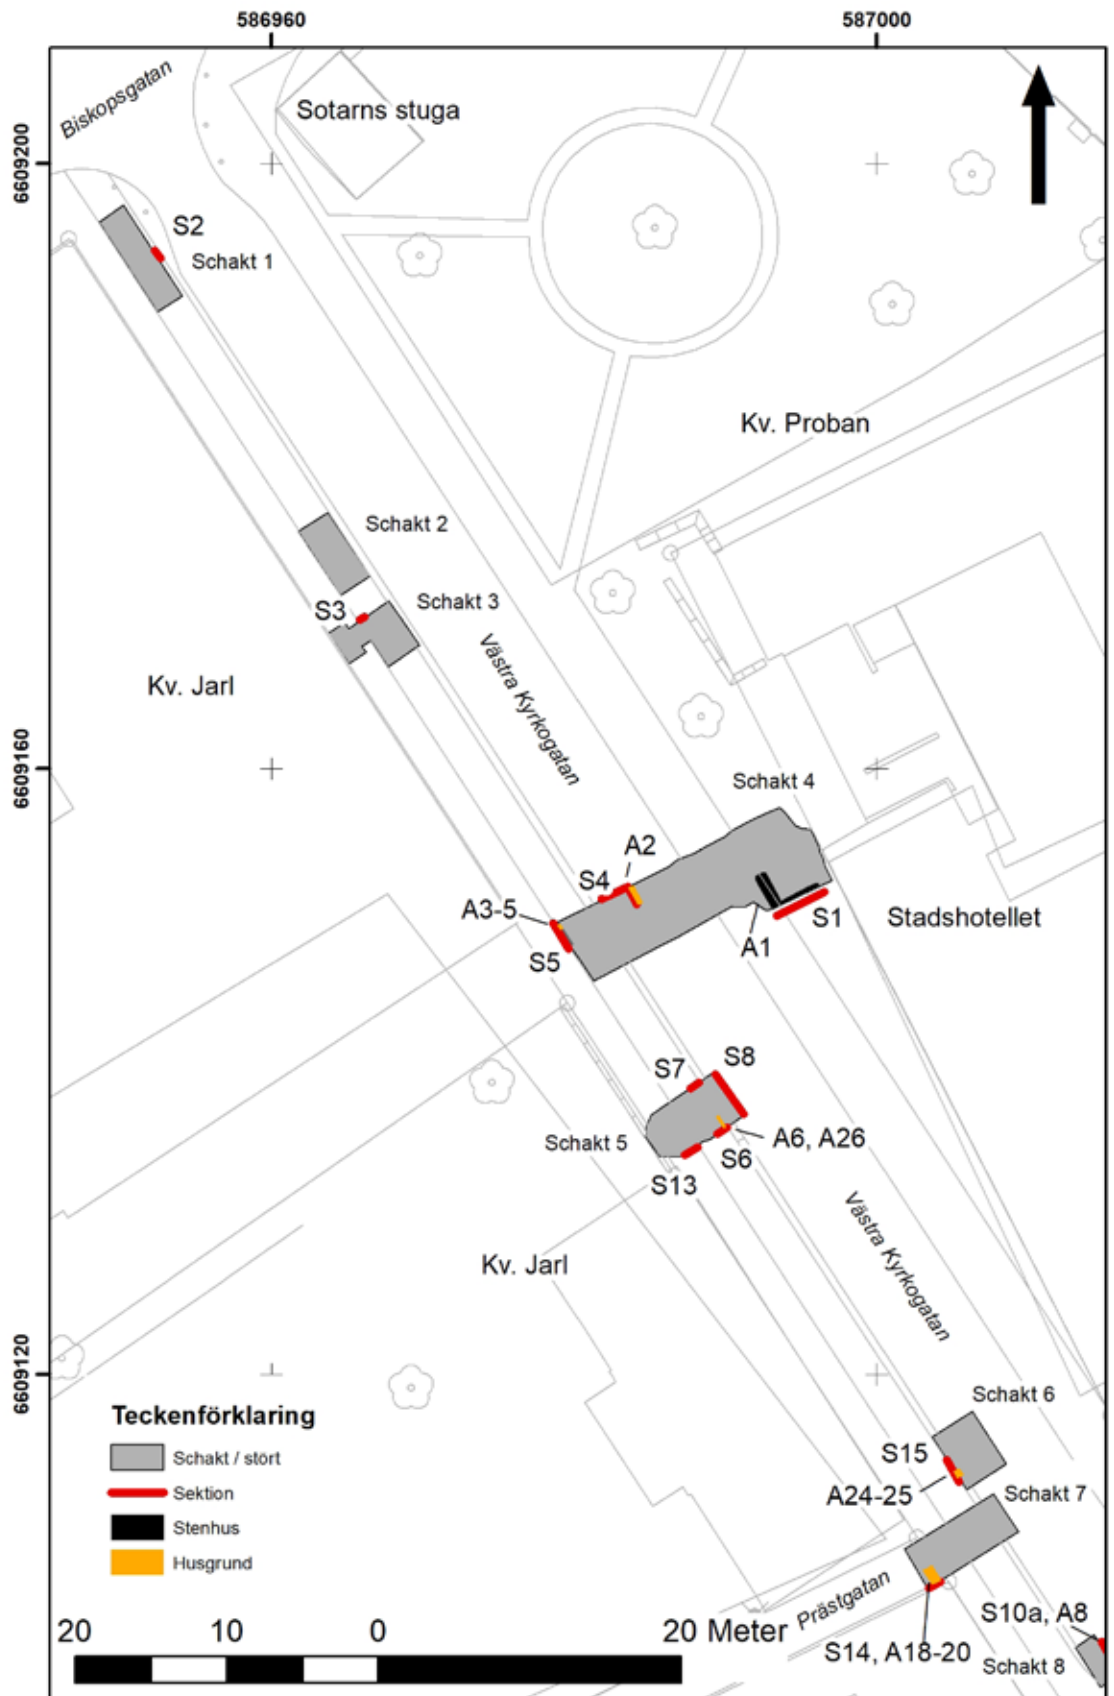 586960
587000
Biskopsgatan
Sotarns stuga
6609200
S2
Schakt 1
Kv. Proban
Schakt 2
Schakt 3
S3
Västra Kyrkogatan
Kv. Jarl
6609160
Schakt 4
A2
S4
A3-5
S1
Stadshotellet
A1
S5
S7
S8
Schakt 5
A6, A26
S6
S13
Västra Kyrkogatan
Kv. Jarl
6609120
Schakt 6
Teckenförklaring
Schakt / stört
S15
Sektion
A24-25
Schakt 7
Stenhus
Husgrund
Prästgatan
S10a, A8
20 10 0 20 Meter
S14, A18-20
Schakt 8